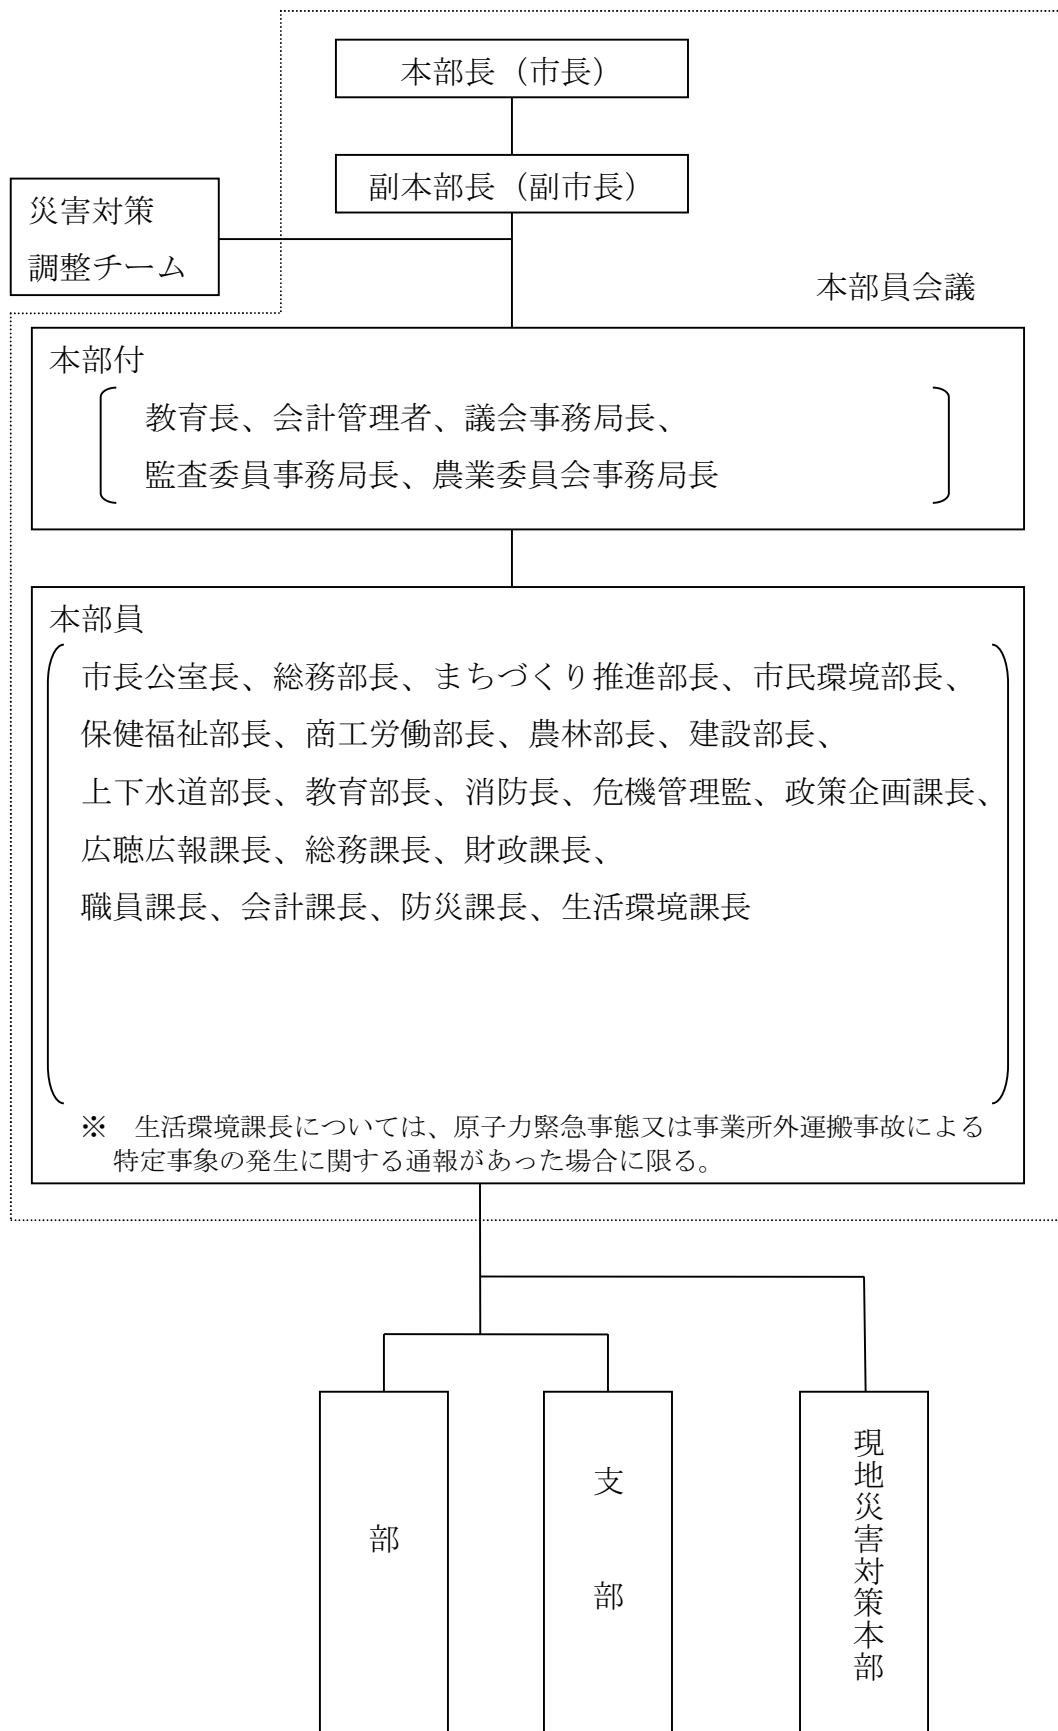 本部長（市長）
副本部長（副市長）
災害対策
調整チーム
本部員会議
本部付
教育長、会計管理者、議会事務局長、
監査委員事務局長、農業委員会事務局長
本部員
市長公室長、総務部長、まちづくり推進部長、市民環境部長、
保健福祉部長、商工労働部長、農林部長、建設部長、
上下水道部長、教育部長、消防長、危機管理監、政策企画課長、
広聴広報課長、総務課長、財政課長、
職員課長、会計課長、防災課長、生活環境課長
※　生活環境課長については、原子力緊急事態又は事業所外運搬事故による
特定事象の発生に関する通報があった場合に限る。
部
支部
現地災害対策本部